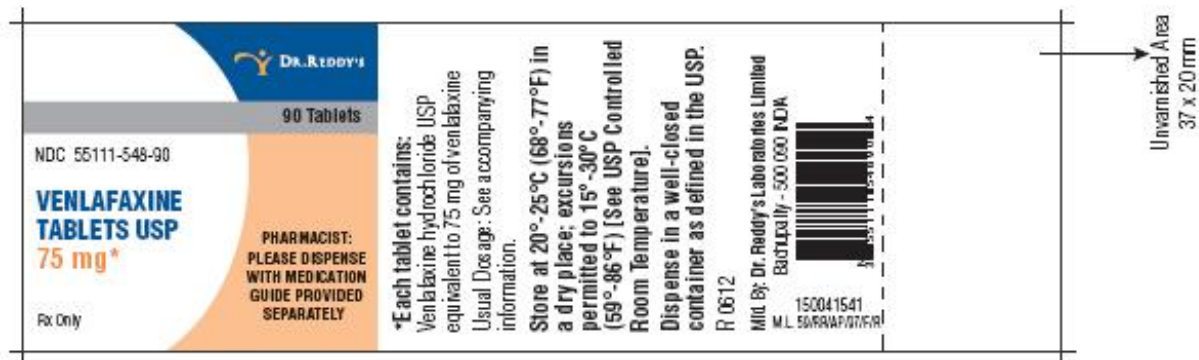 DR.REDDY'S
90 Tablets
NDC 55111-548-90
VENLAFAXINE
TABLETS USP
75 mg*
Rx Only
PHARMACIST:
PLEASE DISPENSE
WITH MEDICATION
GUIDE PROVIDED
SEPARATELY
*Each tablet contains:
Venlafaxine hydrochloride USP
equivalent to 75 mg of venlafaxine
Usual Dosage: See accompanying
information.
Store at 20°-25°C (68°-77°F) in
a dry place; excursions
permitted to 15°-30°C
(59°-86°F) [See USP Controlled
Room Temperature].
Dispense in a well-closed
container as defined in the USP.
R 0612
Mfd. By: Dr. Reddy's Laboratories Limited
Bachupally - 500 090 INDIA
150041541
M.L. 59/RR/AP/97/F/R
Unvarnished Area
37 x 20 mm